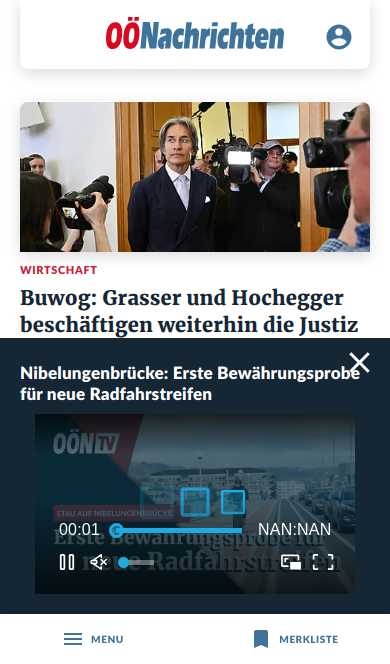 OÖNachrichten
WIRTSCHAFT
Buwog: Grasser und Hochegger
beschäftigen weiterhin die Justiz
Nibelungenbrücke: Erste Bewährungsprobe
für neue Radfahrstreifen
OÖN TV
STAU AUF NIBELUNGENBRÜCKE
00:01
NAN:NAN
Erste Bewährungsprobe für
neue Radfahrstreifen
MENU
MERKLISTE